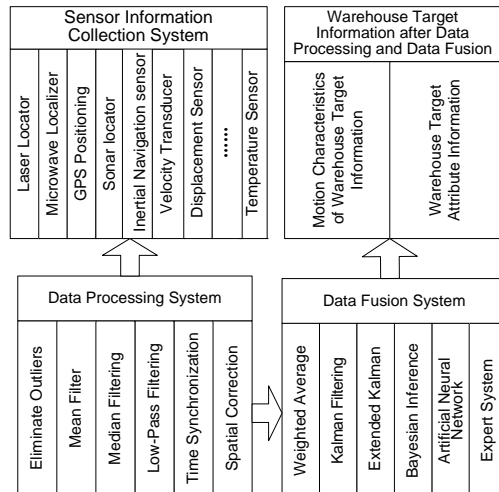 Sensor Information
Collection System
Laser Locator
Microwave Localizer
GPS Positioning
Sonar locator
Inertial Navigation sensor
Velocity Transducer
Displacement Sensor
......
Temperature Sensor
Warehouse Target
Information after Data
Processing and Data Fusion
Motion Characteristics
of Warehouse Target
Information
Warehouse Target
Attribute Information
Data Processing System
Eliminate Outliers
Mean Filter
Median Filtering
Low-Pass Filtering
Time Synchronization
Spatial Correction
Data Fusion System
Weighted Average
Kalman Filtering
Extended Kalman
Bayesian Inference
Artificial Neural
Network
Expert System